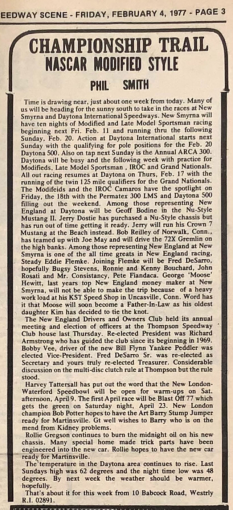 EEDWAY SCENE - FRIDAY, FEBRUARY 4, 1977 - PAGE 3
CHAMPIONSHIP TRAIL
NASCAR MODIFIED STYLE
PHIL SMITH
Time is drawing near, just about one week from today. Many of
us will be heading for the sunny south to take in the races at New
Smyrna and Daytona International Speedways. New Smyrna will
have ten nights of Modified and Late Model Sportsman racing
beginning next Fri. Feb. 11 and running thru the following
Sunday, Feb. 20. Action at Daytona International starts next
Sunday with the qualifying for pole positions for the Feb. 20
Daytona 500. Also on tap next Sunday is the Annual ARCA 300.
Daytona will be busy and the following week with practice for
Modifieds, Late Model Sportsman, IROC and Grand Nationals.
All out racing resumes at Daytona on Thurs, Feb. 17 with the
running of the twin 125 mile qualifiers for the Grand Nationals.
The Modifieds and the IROC Camaros have the spotlight on
Friday, the 18th with the Permatex 300 LMS and Daytona 500
filling out the weekend. Among those representing New
England at Daytona will be Geoff Bodine in the Nu-Style
Mustang II. Jerry Dostie has purchased a Nu-Style chassis but
has run out of time getting it ready. Jerry will run his Crown 7
Mustang at the Beach instead. Bob Redley of Norwalk, Conn.,
has teamed up with Joe May and will drive the 72X Gremlin on
the high banks. Among those representing New England at New
Smyrna is one of the all time greats in New England racing,
Steady Eddie Flemke. Joining Flemke will be Fred DeSarro,
hopefully Bugsy Stevens, Ronnie and Kenny Bouchard, John
Rosati and Mr. Consistancy, Pete Fiandaca. George 'Moose'
Hewitt, last years top New England money maker at New
Smyrna, will not be able to make the trip because of a heavy
work load at his KST Speed Shop in Uncasville, Conn. Word has
it that Moose will soon become a Father-In-Law as his oldest
daughter Kim has decided to tie the knot.
The New England Drivers and Owners Club held its annual
meeting and election of officers at the Thompson Speedway
Club house last Thursday. Re-elected President was Richard
Armstrong who has guided the club since its beginning in 1969.
Bobby Vee, driver of the new Bill Flynn Yankee Peddler was
elected Vice-President. Fred DeSarro Sr. was re-elected as
Secretary and yours truly re-elected Treasurer. Considerable
discussion on the multi-disc clutch rule at Thompson but the rule
stood.
Harvey Tattersall has put out the word that the New London-
Waterford Speedbowl will be open for warm-ups on Sat.
afternoon, April 9. The first April race will be Blast Off 77 which
gets the green on Saturday night, April 23. New London
champion Bob Potter hopes to have the Art Barry Stump Jumper
ready for Martinsville. Get well wishes to Barry who is on the
mend from Kidney problems.
Rollie Gregson continues to burn the midnight oil on his new
chassis. Many special home made trick parts have been
engineered into the new car. Rollie hopes to have the new car
ready for Martinsville.
The temperature in the Daytona area continues to rise. Last
Sundays high was 62 degrees and the night time low was 48
degrees. By next week the weather should be warmer,
hopefully.
That's about it for this week from 10 Babcock Road, Westrly
R.I. 02891.